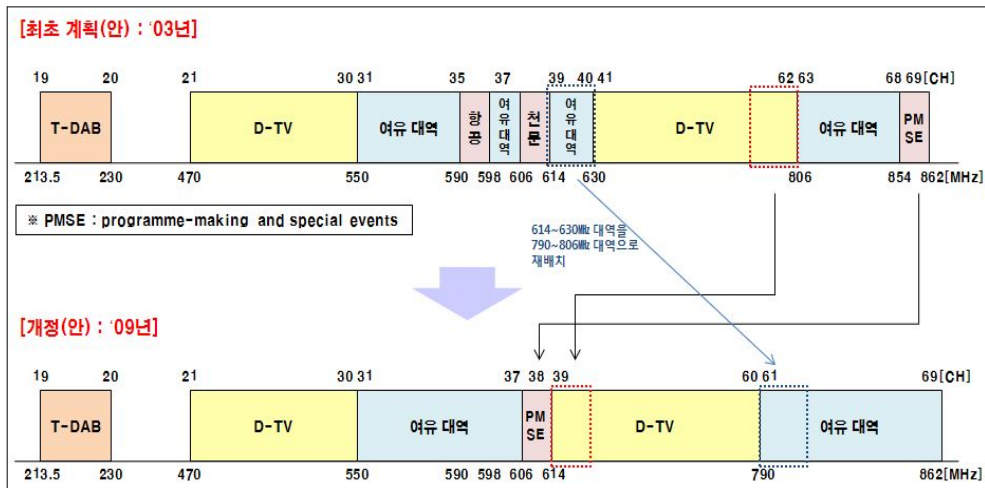 [최초 계획(안) : '03년]
19 20 21 30 31 35 37 39 40 41 62 63 68 69[CH]
T-DAB D-TV 여유 대역 항공 여유대역 천문 여유대역 D-TV 여유 대역 PM SE
213.5 230 470 550 590 598 606 614 630 806 854 862[MHz]
※ PMSE : programme-making and special events
614~630㎒ 대역을
790~806㎒ 대역으로
재배치
[개정(안) : '09년]
19 20 21 30 31 37 38 39 60 61 69[CH]
T-DAB D-TV 여유 대역 PM SE D-TV 여유 대역
213.5 230 470 550 590 598 606 614 790 862[MHz]